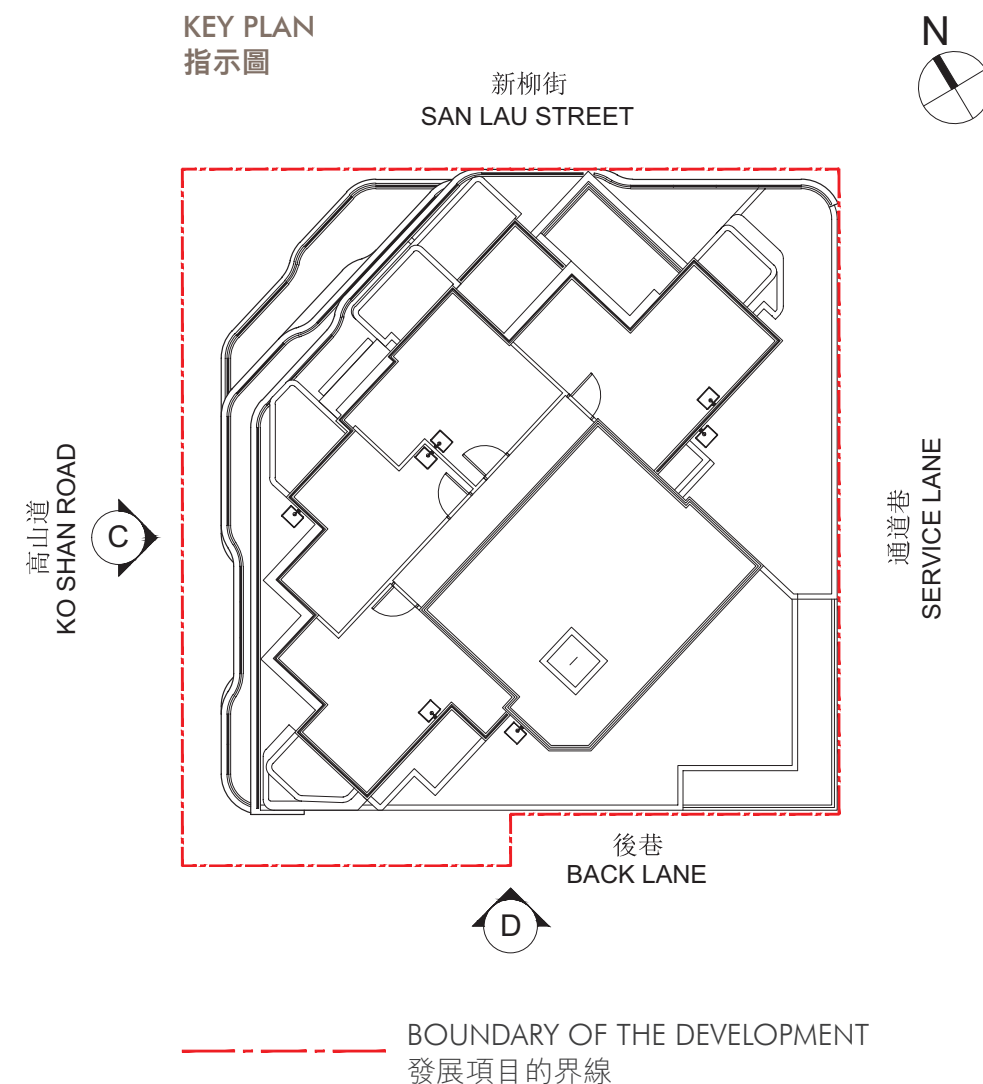 KEY PLAN
指示圖
N
新柳街
SAN LAU STREET
高山道
KO SHAN ROAD
C
通道巷
SERVICE LANE
後巷
BACK LANE
D
BOUNDARY OF THE DEVELOPMENT
發展項目的界線